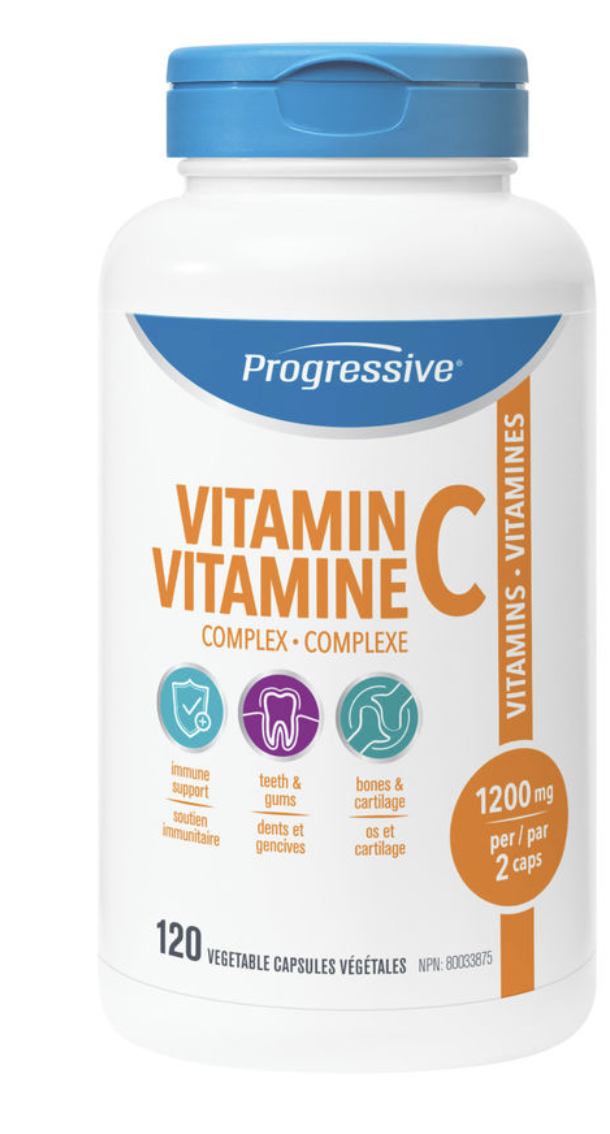 Progressive®
VITAMIN C
VITAMINE
COMPLEX • COMPLEXE
VITAMINS • VITAMINES
immune
support
soutien
immunitaire
teeth &
gums
dents et
gencives
bones &
cartilage
os et
cartilage
1200 mg
per / par
2 caps
120 VEGETABLE CAPSULES VÉGÉTALES NPN: 80033875